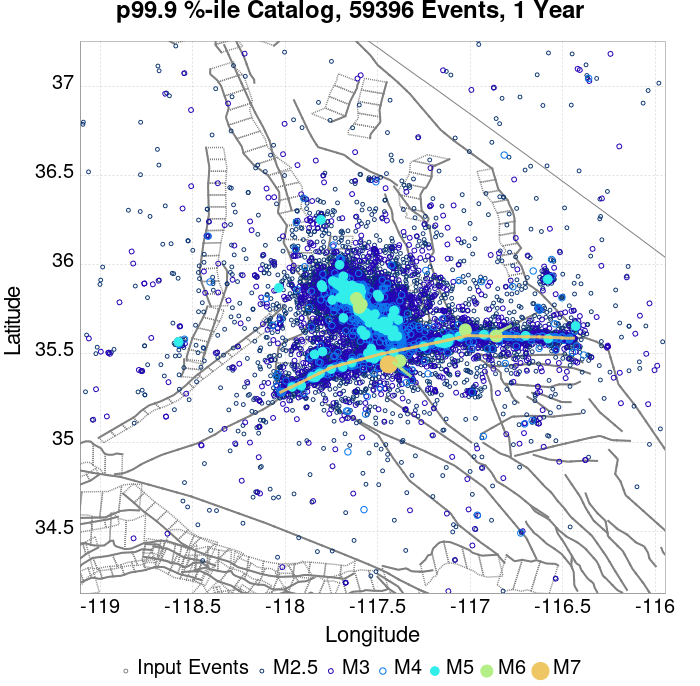 p99.9 %-ile Catalog, 59396 Events, 1 Year
37
36.5
36
35.5
35
34.5
Latitude
-119 -118.5 -118 -117.5 -117 -116.5 -116
Longitude
Input Events M2.5 M3 M4 M5 M6 M7